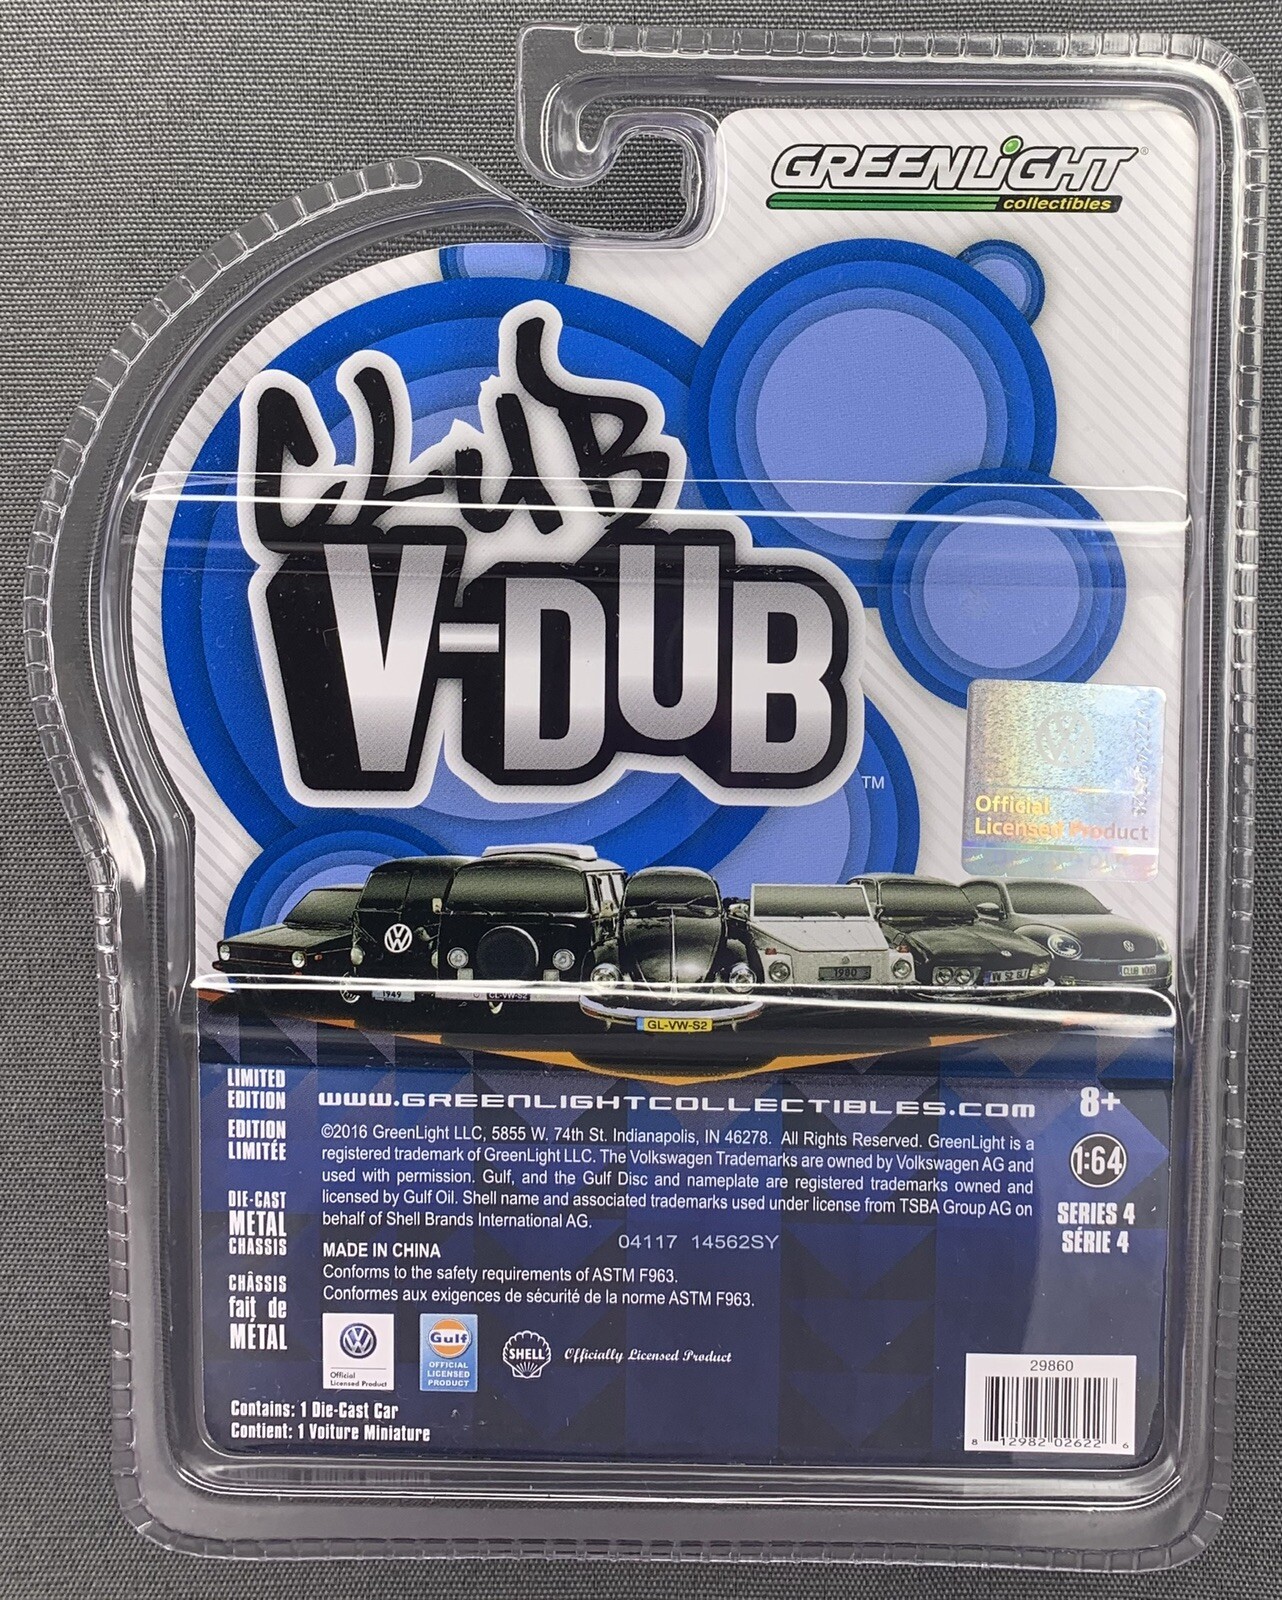 GREENLiGHT®
collectibles
CLUB
V-DUB
TM
Official
Licensed Product
1949
GL-VW-S2
1980
CLUB VDUB
GL-VW-S2
LIMITED
EDITION
EDITION
LIMITÉE
DIE-CAST
METAL
CHASSIS
CHÂSSIS
fait de
MÉTAL
www.GREENLIGHTCOLLECTIBLES.COM
©2016 GreenLight LLC, 5855 W. 74th St. Indianapolis, IN 46278. All Rights Reserved. GreenLight is a
registered trademark of GreenLight LLC. The Volkswagen Trademarks are owned by Volkswagen AG and
used with permission. Gulf, and the Gulf Disc and nameplate are registered trademarks owned and
licensed by Gulf Oil. Shell name and associated trademarks used under license from TSBA Group AG on
behalf of Shell Brands International AG.
04117 14562SY
MADE IN CHINA
Conforms to the safety requirements of ASTM F963.
Conformes aux exigences de sécurité de la norme ASTM F963.
8+
1:64
SERIES 4
SÉRIE 4
Official
Licensed Product
Gulf
OFFICIAL
LICENSED
PRODUCT
SHELL
Officially Licensed Product
Contains: 1 Die-Cast Car
Contient: 1 Voiture Miniature
29860
8 12982 02622 6